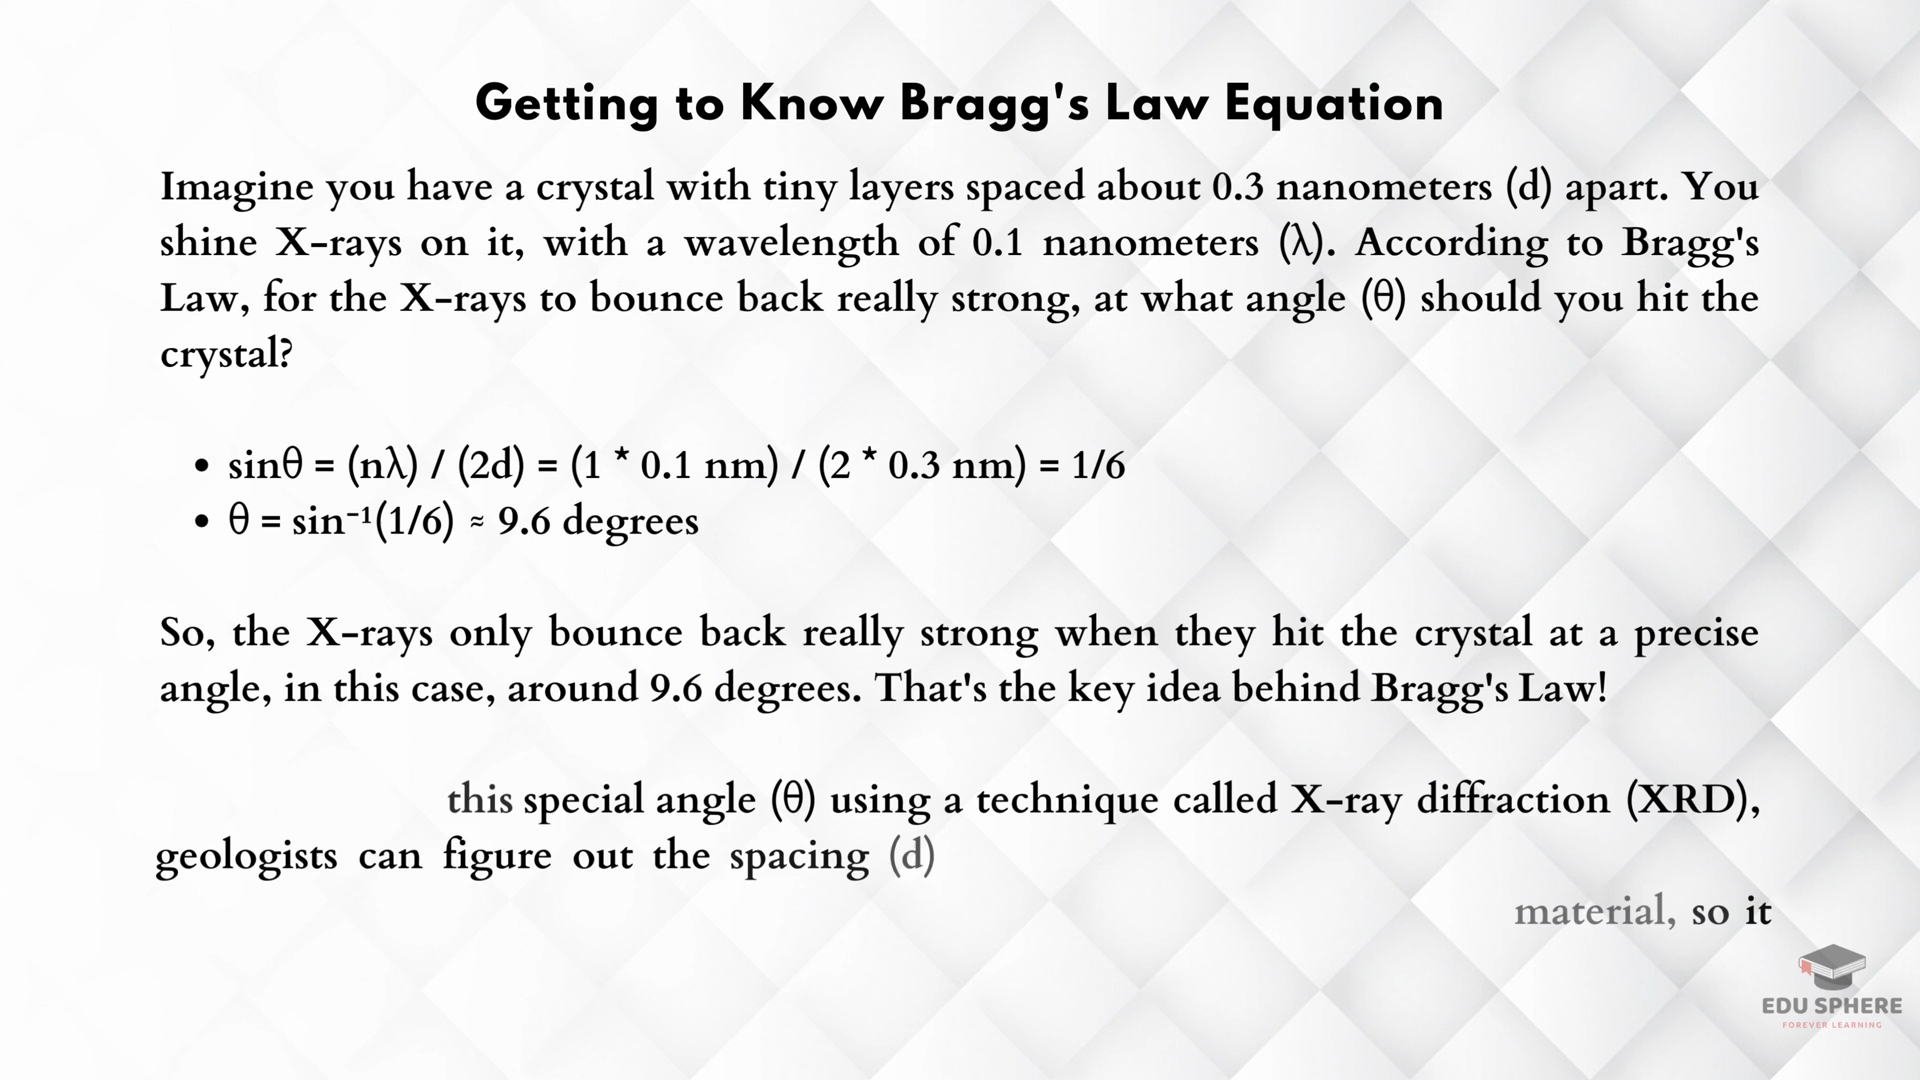 Getting to Know Bragg's Law Equation
Imagine you have a crystal with tiny layers spaced about 0.3 nanometers (d) apart. You
shine X-rays on it, with a wavelength of 0.1 nanometers (λ). According to Bragg's
Law, for the X-rays to bounce back really strong, at what angle (θ) should you hit the
crystal?
• sinθ = (nλ) / (2d) = (1 * 0.1 nm) / (2 * 0.3 nm) = 1/6
• θ = sin⁻¹(1/6) ≈ 9.6 degrees
So, the X-rays only bounce back really strong when they hit the crystal at a precise
angle, in this case, around 9.6 degrees. That's the key idea behind Bragg's Law!
this special angle (θ) using a technique called X-ray diffraction (XRD),
geologists can figure out the spacing (d)
material, so it
EDU SPHERE
FOREVER LEARNING